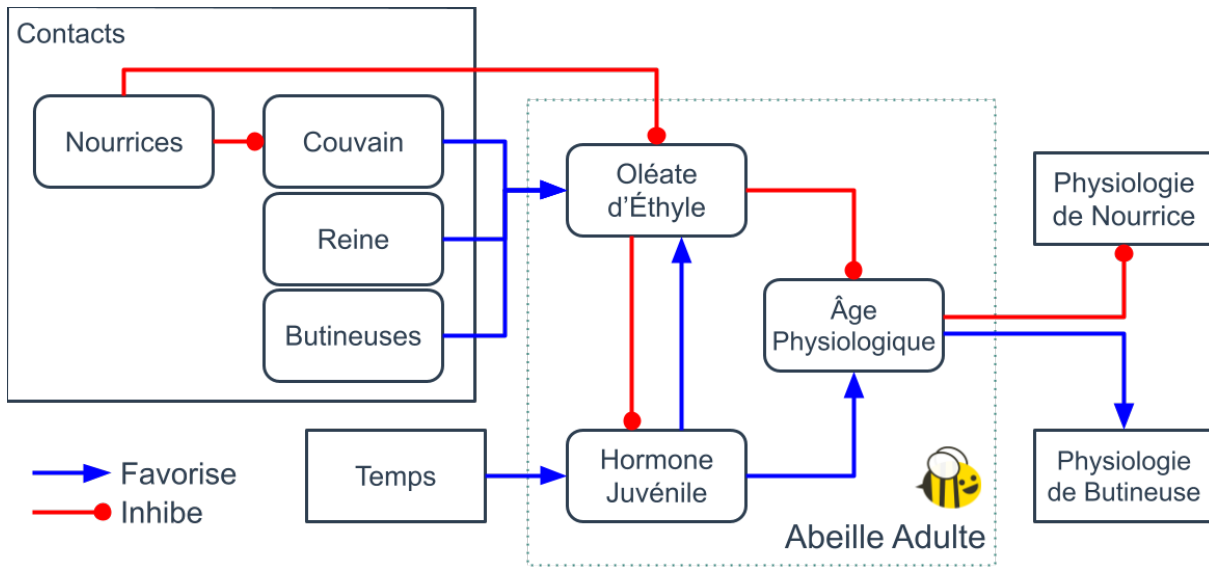 Contacts
Nourrices
Couvain
Reine
Butineuses
Oléate
d'Éthyle
Âge
Physiologique
Physiologie
de Nourrice
Temps
Hormone
Juvénile
Physiologie
de Butineuse
Abeille Adulte
Favorise
Inhibe